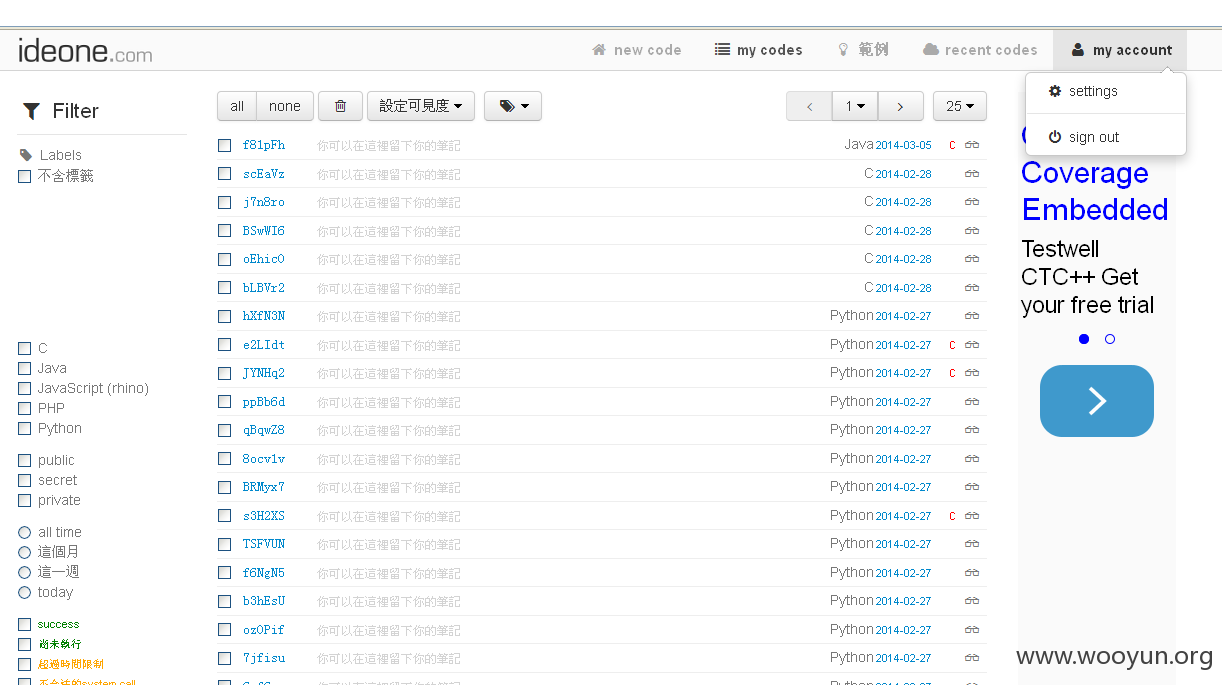 ideone.com
new code my codes 範例 recent codes my account
settings
sign out
Filter
Labels
不含標籤
C
Java
JavaScript (rhino)
PHP
Python
public
secret
private
all time
這個月
這一週
today
success
尚未執行
超過時間限制
all none 設定可見度 1 25
f81pFh 你可以在這裡留下你的筆記 Java 2014-03-05 C
scEaVz 你可以在這裡留下你的筆記 C 2014-02-28
j7n8ro 你可以在這裡留下你的筆記 C 2014-02-28
BSwWI6 你可以在這裡留下你的筆記 C 2014-02-28
oEhicO 你可以在這裡留下你的筆記 C 2014-02-28
bLBVr2 你可以在這裡留下你的筆記 C 2014-02-28
hXfN3N 你可以在這裡留下你的筆記 Python 2014-02-27
e2LIdt 你可以在這裡留下你的筆記 Python 2014-02-27 C
JYNHq2 你可以在這裡留下你的筆記 Python 2014-02-27 C
ppBb6d 你可以在這裡留下你的筆記 Python 2014-02-27
qBqwZ8 你可以在這裡留下你的筆記 Python 2014-02-27
8ocv1v 你可以在這裡留下你的筆記 Python 2014-02-27
BRMyx7 你可以在這裡留下你的筆記 Python 2014-02-27
s3H2XS 你可以在這裡留下你的筆記 Python 2014-02-27 C
TSFVUN 你可以在這裡留下你的筆記 Python 2014-02-27
f6NgN5 你可以在這裡留下你的筆記 Python 2014-02-27
b3hEsU 你可以在這裡留下你的筆記 Python 2014-02-27
ozOPif 你可以在這裡留下你的筆記 Python 2014-02-27
7jfisu 你可以在這裡留下你的筆記 Python 2014-02-27
Coverage
Embedded
Testwell
CTC++ Get
your free trial
www.wooyun.org